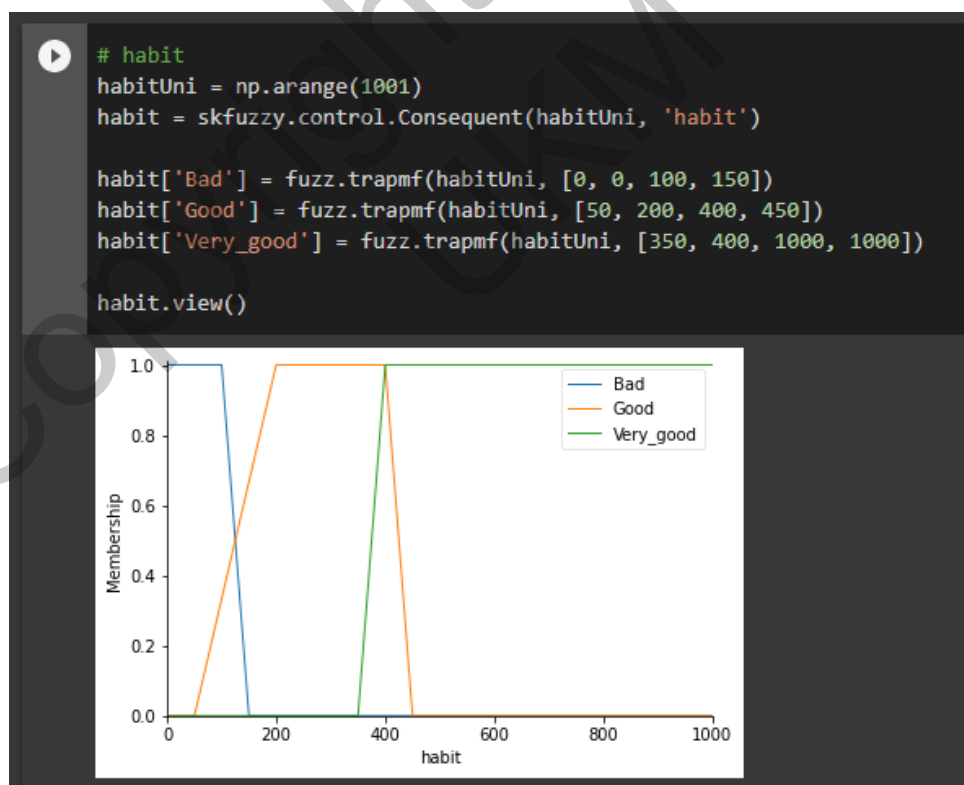 # habit
habitUni = np.arange(1001)
habit = skfuzzy.control.Consequent(habitUni, 'habit')
habit['Bad'] = fuzz.trapmf(habitUni, [0, 0, 100, 150])
habit['Good'] = fuzz.trapmf(habitUni, [50, 200, 400, 450])
habit['Very_good'] = fuzz.trapmf(habitUni, [350, 400, 1000, 1000])
habit.view()
1.0
0.8
0.6
0.4
0.2
0.0
Membership
Bad
Good
Very_good
0 200 400 600 800 1000
habit
Copyright
UKM